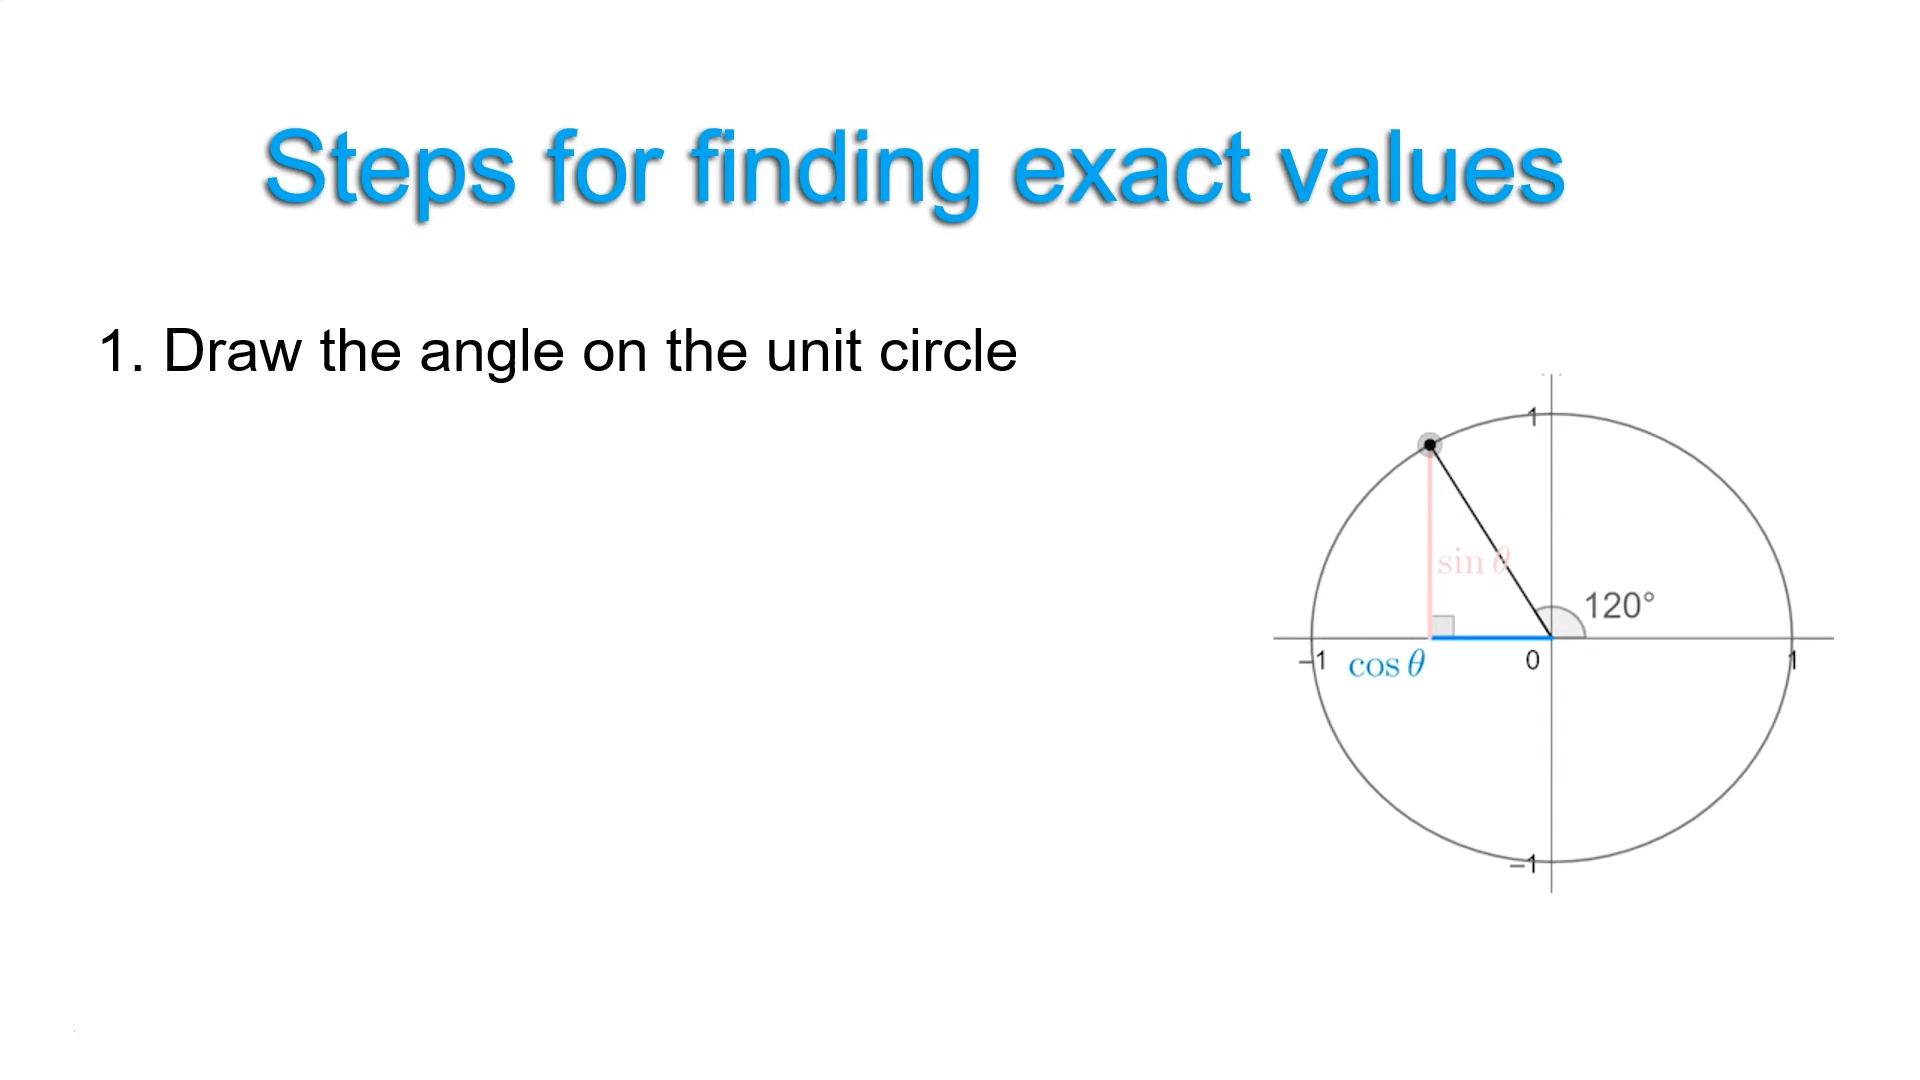 Steps for finding exact values
1. Draw the angle on the unit circle
1
sin θ
120°
–1
cos θ
0
1
–1